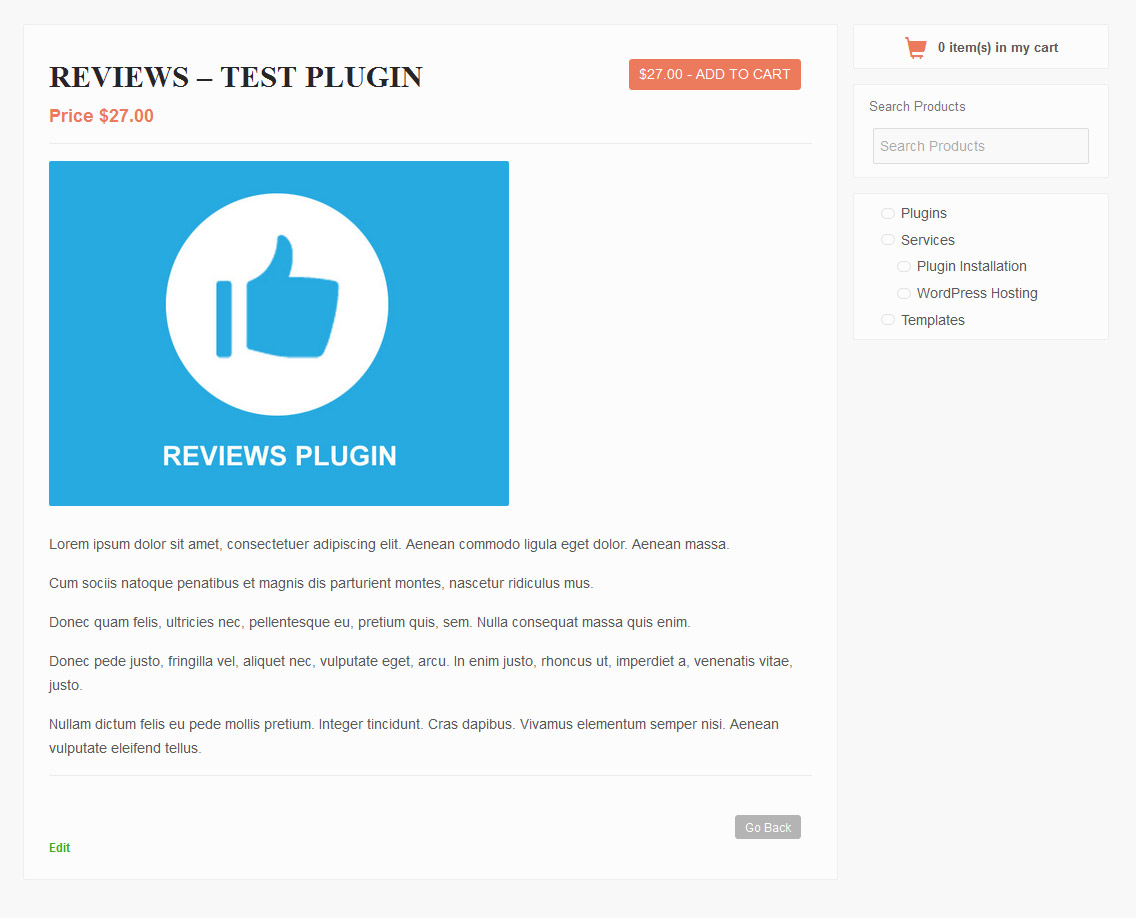 REVIEWS – TEST PLUGIN
$27.00 - ADD TO CART
Price $27.00
REVIEWS PLUGIN
Lorem ipsum dolor sit amet, consectetuer adipiscing elit. Aenean commodo ligula eget dolor. Aenean massa.
Cum sociis natoque penatibus et magnis dis parturient montes, nascetur ridiculus mus.
Donec quam felis, ultricies nec, pellentesque eu, pretium quis, sem. Nulla consequat massa quis enim.
Donec pede justo, fringilla vel, aliquet nec, vulputate eget, arcu. In enim justo, rhoncus ut, imperdiet a, venenatis vitae,
justo.
Nullam dictum felis eu pede mollis pretium. Integer tincidunt. Cras dapibus. Vivamus elementum semper nisi. Aenean
vulputate eleifend tellus.
Go Back
Edit
0 item(s) in my cart
Search Products
Search Products
Plugins
Services
Plugin Installation
WordPress Hosting
Templates